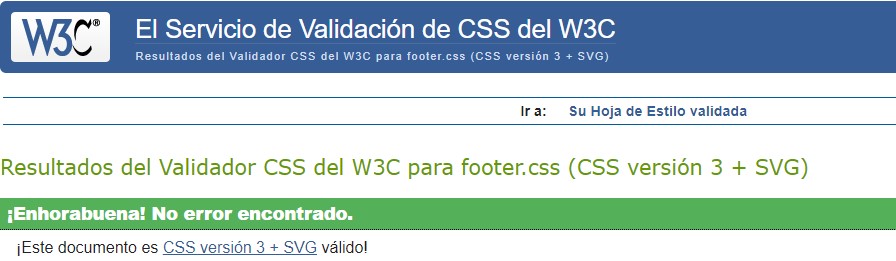 W3C®
El Servicio de Validación de CSS del W3C
Resultados del Validador CSS del W3C para footer.css (CSS versión 3 + SVG)
Ir a: Su Hoja de Estilo validada
Resultados del Validador CSS del W3C para footer.css (CSS versión 3 + SVG)
¡Enhorabuena! No error encontrado.
¡Este documento es CSS versión 3 + SVG válido!